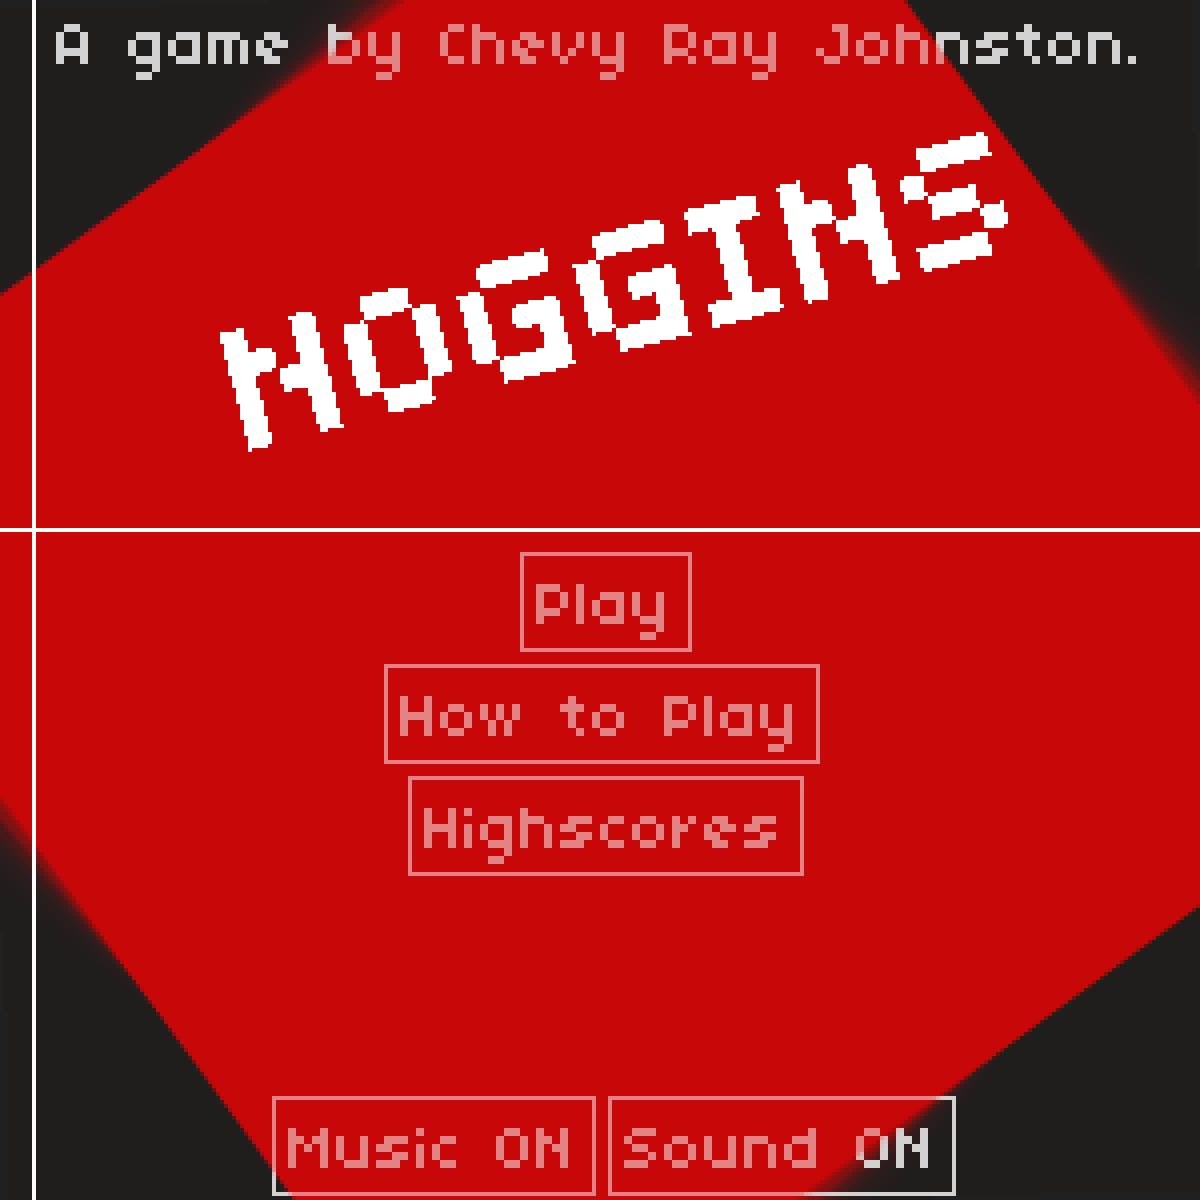 A game by Chevy Ray Johnston.
NOGGINS
Play
How to Play
Highscores
Music ON
Sound ON